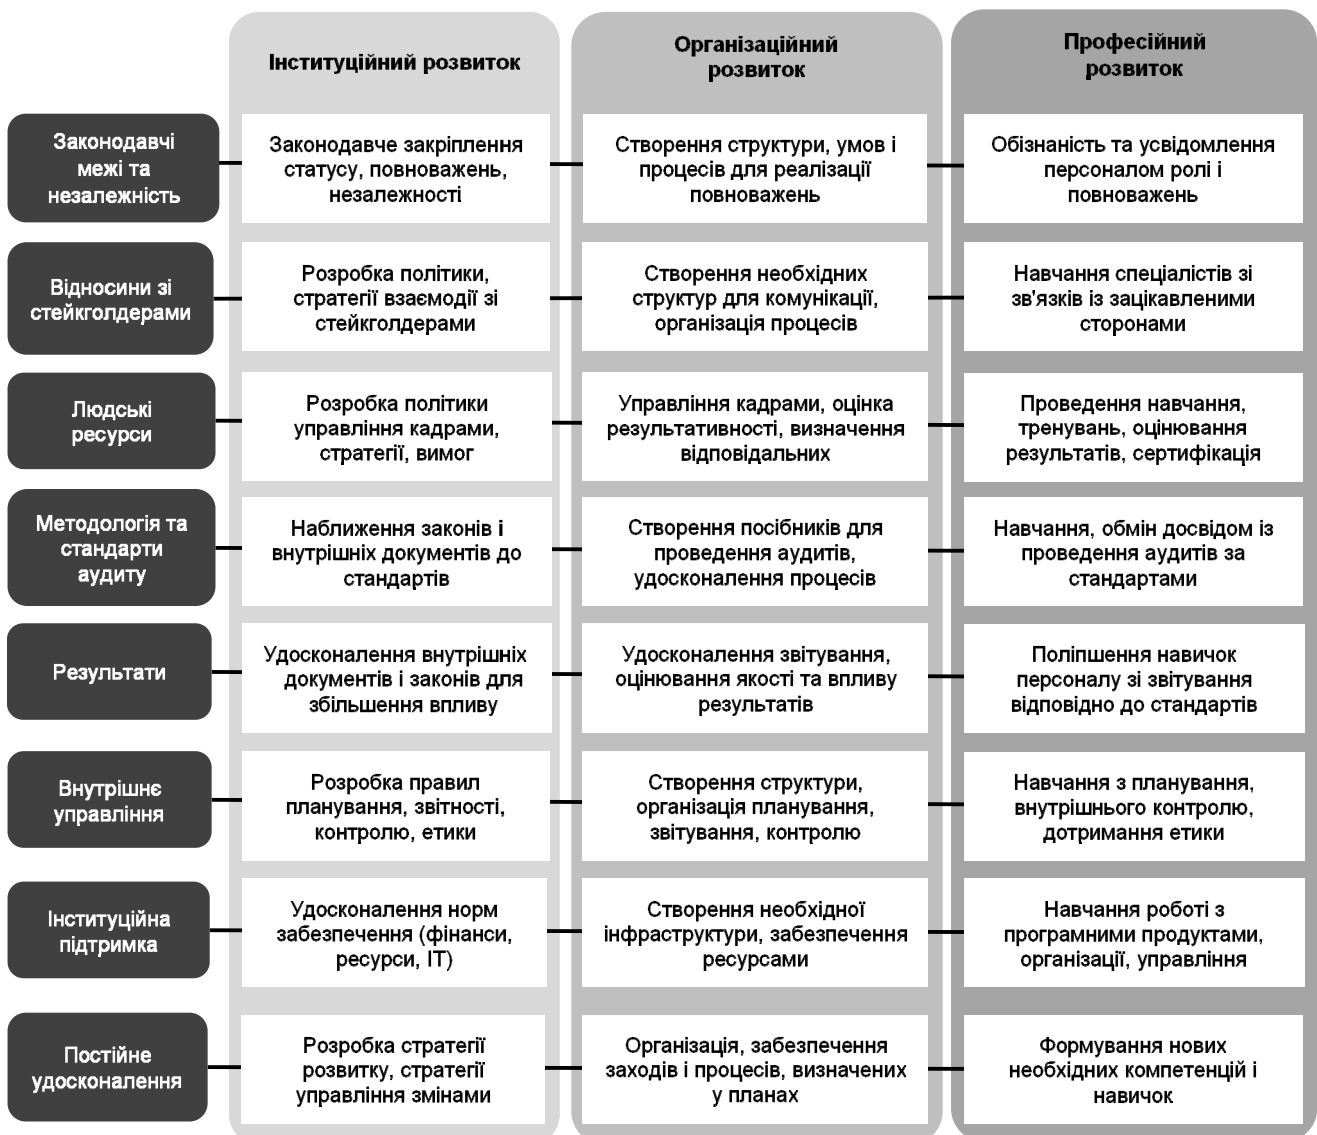 Інституційний розвиток
Організаційний
розвиток
Професійний
розвиток
Законодавчі
межі та
незалежність
Законодавче закріплення
статусу, повноважень,
незалежності
Створення структури, умов і
процесів для реалізації
повноважень
Обізнаність та усвідомлення
персоналом ролі і
повноважень
Відносини зі
стейкголдерами
Розробка політики,
стратегії взаємодії зі
стейкголдерами
Створення необхідних
структур для комунікації,
організація процесів
Навчання спеціалістів зі
зв'язків із зацікавленими
сторонами
Людські
ресурси
Розробка політики
управління кадрами,
стратегії, вимог
Управління кадрами, оцінка
результативності, визначення
відповідальних
Проведення навчання,
тренувань, оцінювання
результатів, сертифікація
Методологія та
стандарти
аудиту
Наближення законів і
внутрішніх документів до
стандартів
Створення посібників для
проведення аудитів,
удосконалення процесів
Навчання, обмін досвідом із
проведення аудитів за
стандартами
Результати
Удосконалення внутрішніх
документів і законів для
збільшення впливу
Удосконалення звітування,
оцінювання якості та впливу
результатів
Поліпшення навичок
персоналу зі звітування
відповідно до стандартів
Внутрішнє
управління
Розробка правил
планування, звітності,
контролю, етики
Створення структури,
організація планування,
звітування, контролю
Навчання з планування,
внутрішнього контролю,
дотримання етики
Інституційна
підтримка
Удосконалення норм
забезпечення (фінанси,
ресурси, ІТ)
Створення необхідної
інфраструктури, забезпечення
ресурсами
Навчання роботі з
програмними продуктами,
організації, управління
Постійне
удосконалення
Розробка стратегії
розвитку, стратегії
управління змінами
Організація, забезпечення
заходів і процесів, визначених
у планах
Формування нових
необхідних компетенцій і
навичок